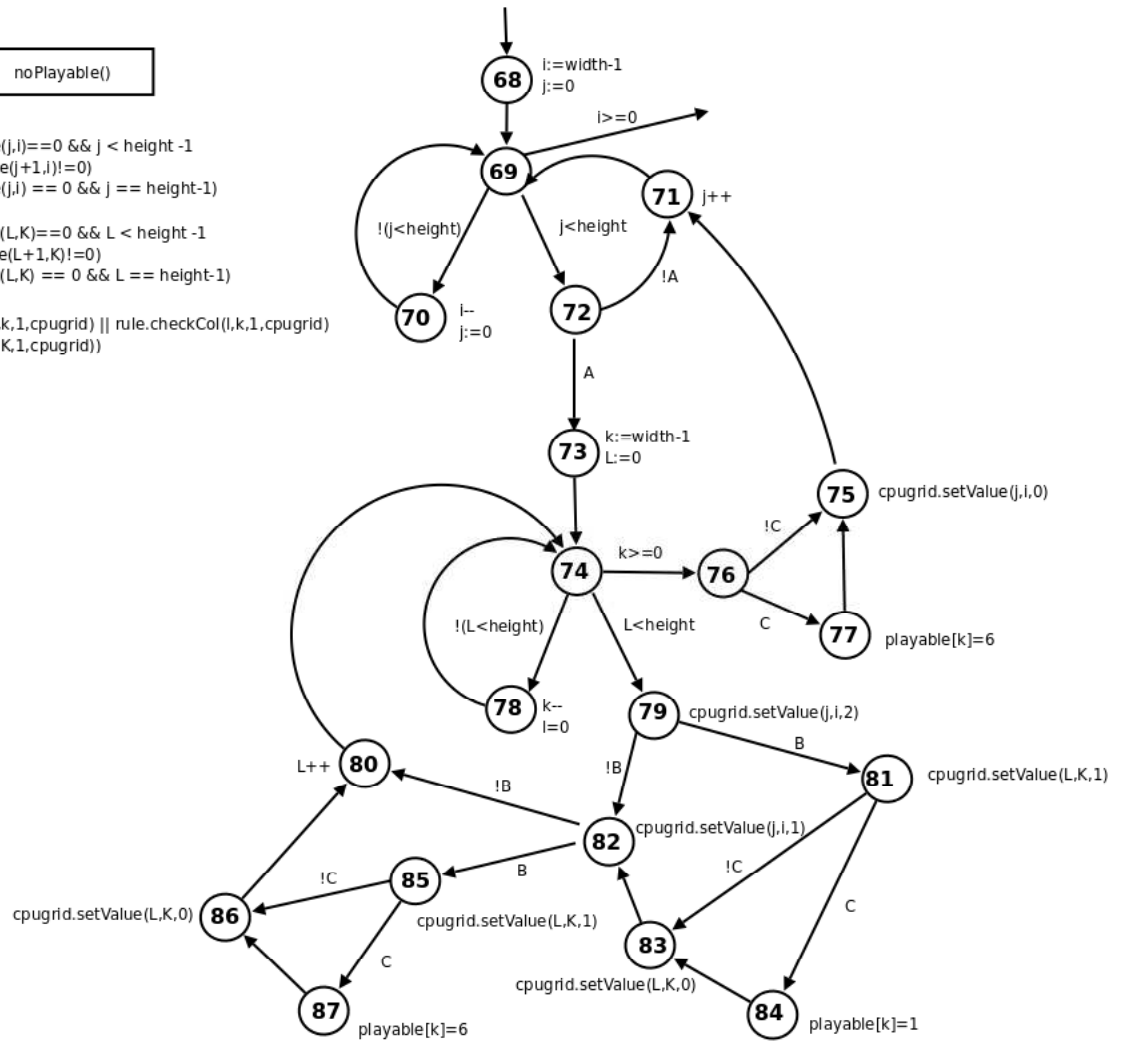 68
i:=width-1
j:=0
noPlayable()
i>=0
(j,i)==0 && j < height -1
e(j+1,i)!=0)
(j,i) == 0 && j == height-1)
69
71
j++
!(j<height)
j<height
(L,K)==0 && L < height -1
e(L+1,K)!=0)
(L,K) == 0 && L == height-1)
!A
70
i--
j:=0
72
k,1,cpugrid) || rule.checkCol(l,k,1,cpugrid)
K,1,cpugrid))
A
73
k:=width-1
L:=0
75
cpugrid.setValue(j,i,0)
!C
74
k>=0
76
C
77
playable[k]=6
!(L<height)
L<height
78
k--
l=0
79
cpugrid.setValue(j,i,2)
B
!B
L++
80
!B
81
cpugrid.setValue(L,K,1)
82
cpugrid.setValue(j,i,1)
B
!C
85
!C
cpugrid.setValue(L,K,0)
86
cpugrid.setValue(L,K,1)
C
C
83
cpugrid.setValue(L,K,0)
87
playable[k]=6
84
playable[k]=1